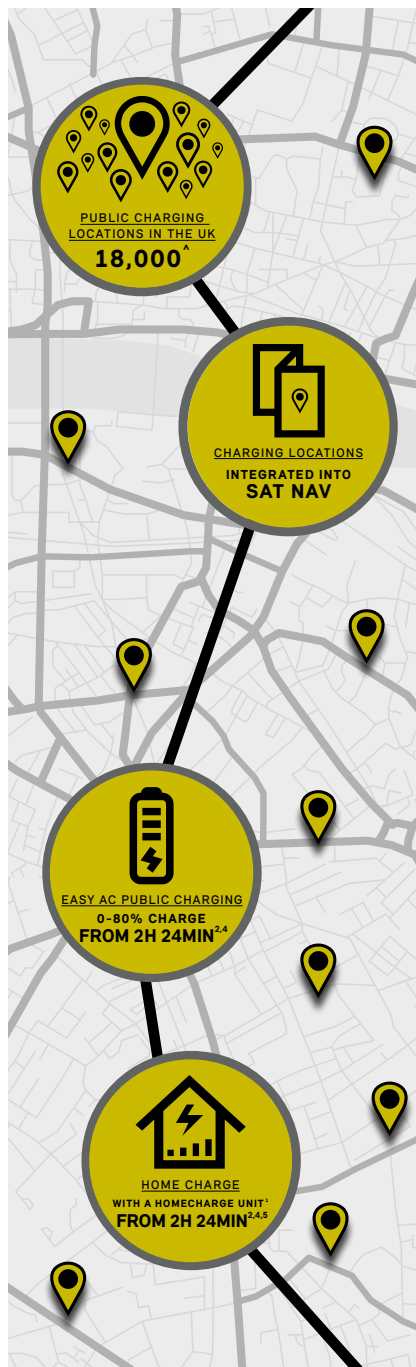 PUBLIC CHARGING
LOCATIONS IN THE UK
18,000^
CHARGING LOCATIONS
INTEGRATED INTO
SAT NAV
EASY AC PUBLIC CHARGING
0-80% CHARGE
FROM 2H 24MIN2,4
HOME CHARGE
WITH A HOMECHARGE UNIT1
FROM 2H 24MIN2,4,5